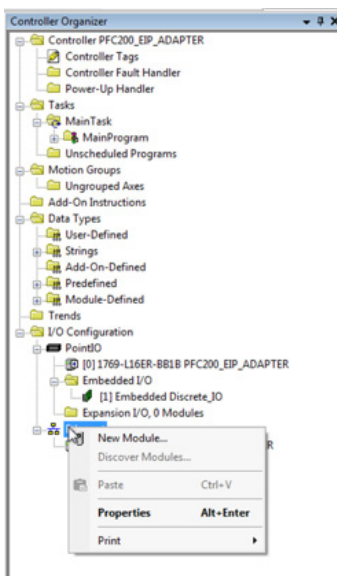 Controller Organizer
Controller PFC200_EIP_ADAPTER
Controller Tags
Controller Fault Handler
Power-Up Handler
Tasks
MainTask
MainProgram
Unscheduled Programs
Motion Groups
Ungrouped Axes
Add-On Instructions
Data Types
User-Defined
Strings
Add-On-Defined
Predefined
Module-Defined
Trends
I/O Configuration
PointIO
[0] 1769-L16ER-BB1B PFC200_EIP_ADAPTER
Embedded I/O
[1] Embedded Discrete_IO
Expansion I/O, 0 Modules
New Module...
Discover Modules...
R
Paste Ctrl+V
Properties Alt+Enter
Print